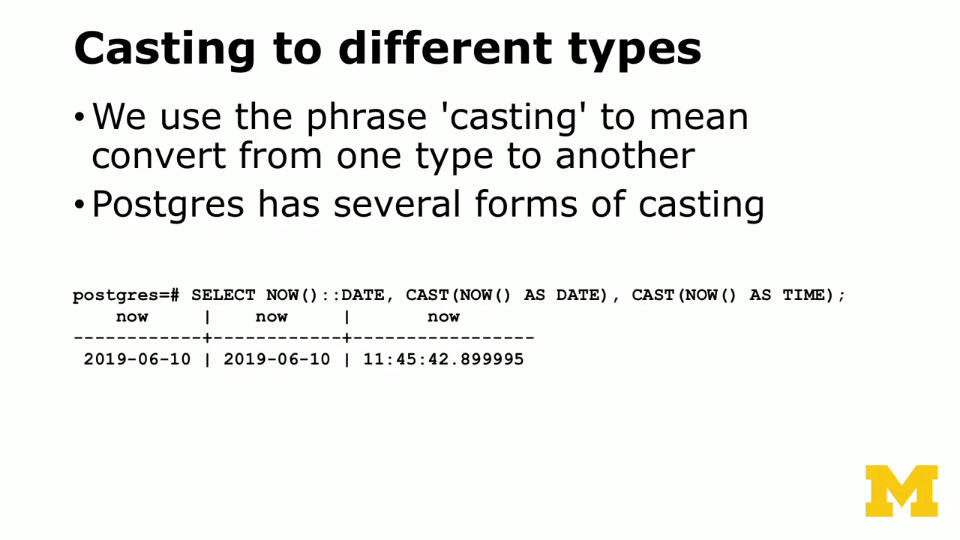 Casting to different types
• We use the phrase 'casting' to mean
convert from one type to another
• Postgres has several forms of casting
postgres=# SELECT NOW()::DATE, CAST(NOW() AS DATE), CAST(NOW() AS TIME);
    now     |    now     |       now
------------+------------+-----------------
 2019-06-10 | 2019-06-10 | 11:45:42.899995
M